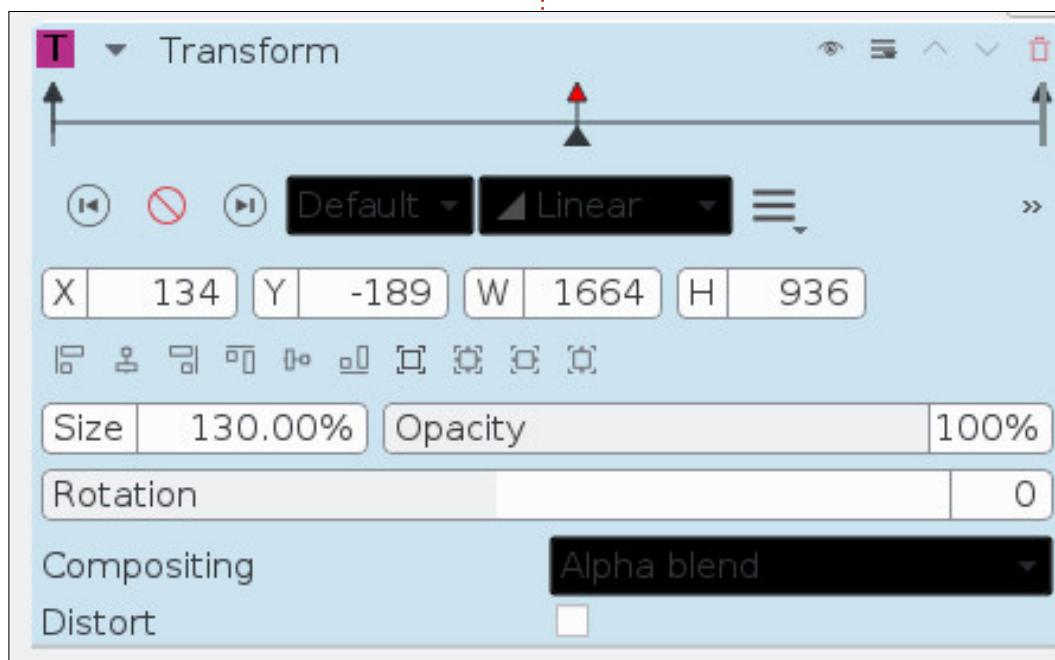 T Transform
Default Linear
X 134 Y -189 W 1664 H 936
Size 130.00% Opacity 100%
Rotation 0
Compositing Alpha blend
Distort